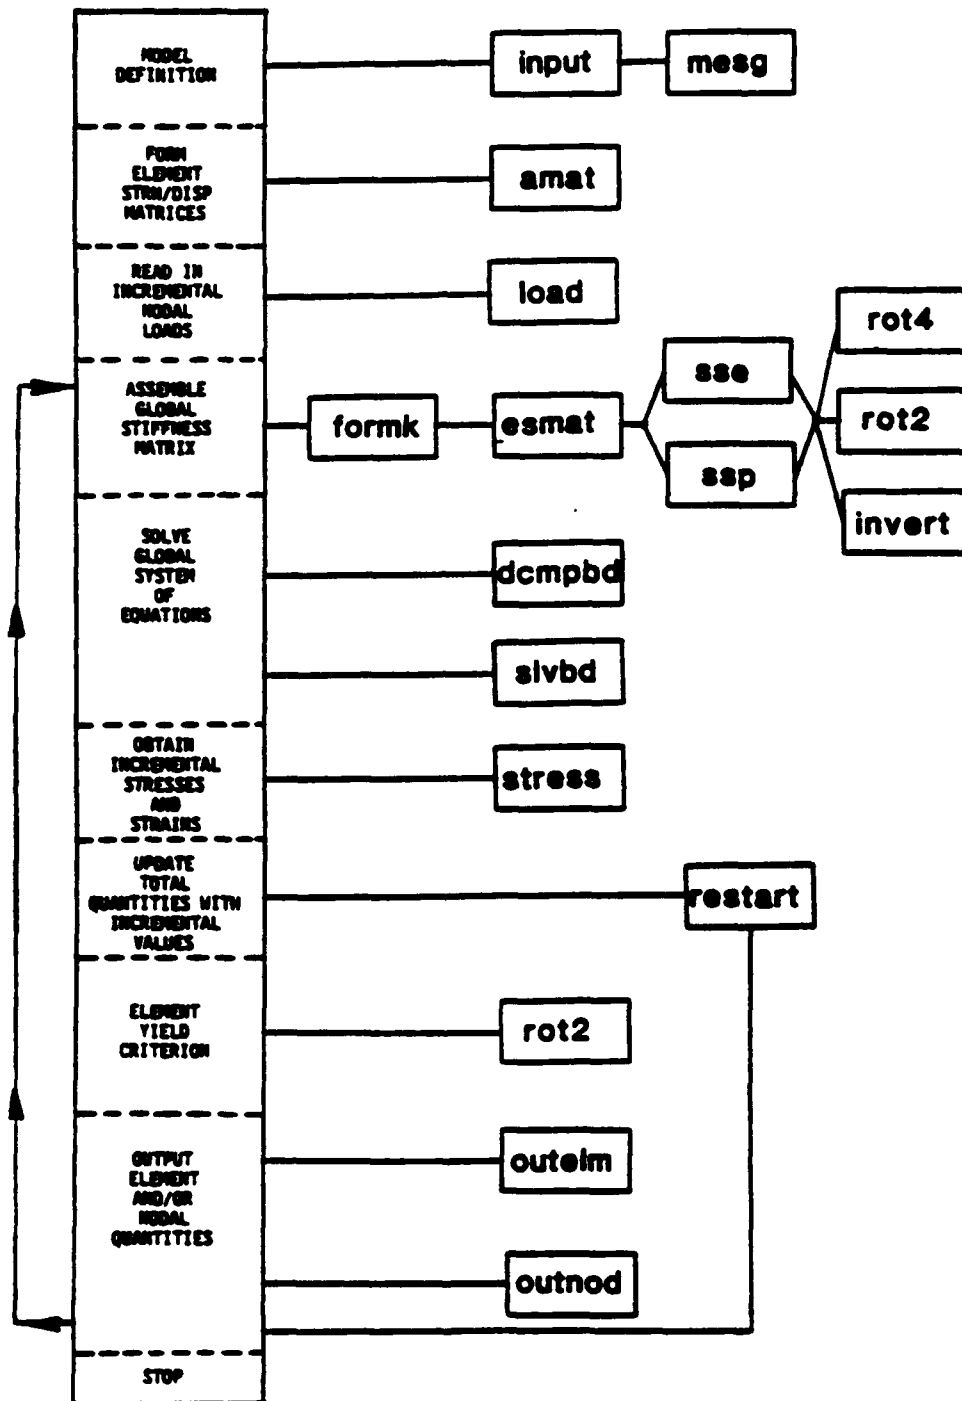 MODEL
DEFINITION
input
mesg
FORM
ELEMENT
STRN/DISP
MATRICES
amat
READ IN
INCREMENTAL
NODAL
LOADS
load
ASSEMBLE
GLOBAL
STIFFNESS
MATRIX
formk
esmat
sse
ssp
rot4
rot2
invert
SOLVE
GLOBAL
SYSTEM
OF
EQUATIONS
dcmpbd
slvbd
OBTAIN
INCREMENTAL
STRESSES
AND
STRAINS
stress
UPDATE
TOTAL
QUANTITIES WITH
INCREMENTAL
VALUES
restart
ELEMENT
YIELD
CRITERION
rot2
OUTPUT
ELEMENT
AND/OR
NODAL
QUANTITIES
outelm
outnod
STOP